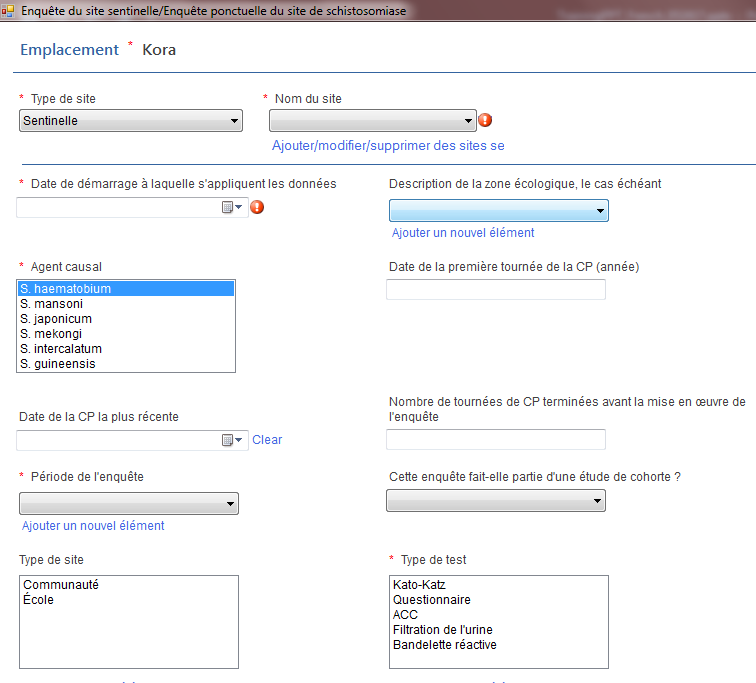 Enquête du site sentinelle/Enquête ponctuelle du site de schistosomiase
Emplacement * Kora
* Type de site
* Nom du site
Sentinelle
Ajouter/modifier/supprimer des sites se
* Date de démarrage à laquelle s'appliquent les données
Description de la zone écologique, le cas échéant
Ajouter un nouvel élément
* Agent causal
Date de la première tournée de la CP (année)
S. haematobium
S. mansoni
S. japonicum
S. mekongi
S. intercalatum
S. guineensis
Date de la CP la plus récente
Nombre de tournées de CP terminées avant la mise en œuvre de
l'enquête
Clear
* Période de l'enquête
Cette enquête fait-elle partie d'une étude de cohorte ?
Ajouter un nouvel élément
Type de site
* Type de test
Communauté
École
Kato-Katz
Questionnaire
ACC
Filtration de l'urine
Bandelette réactive